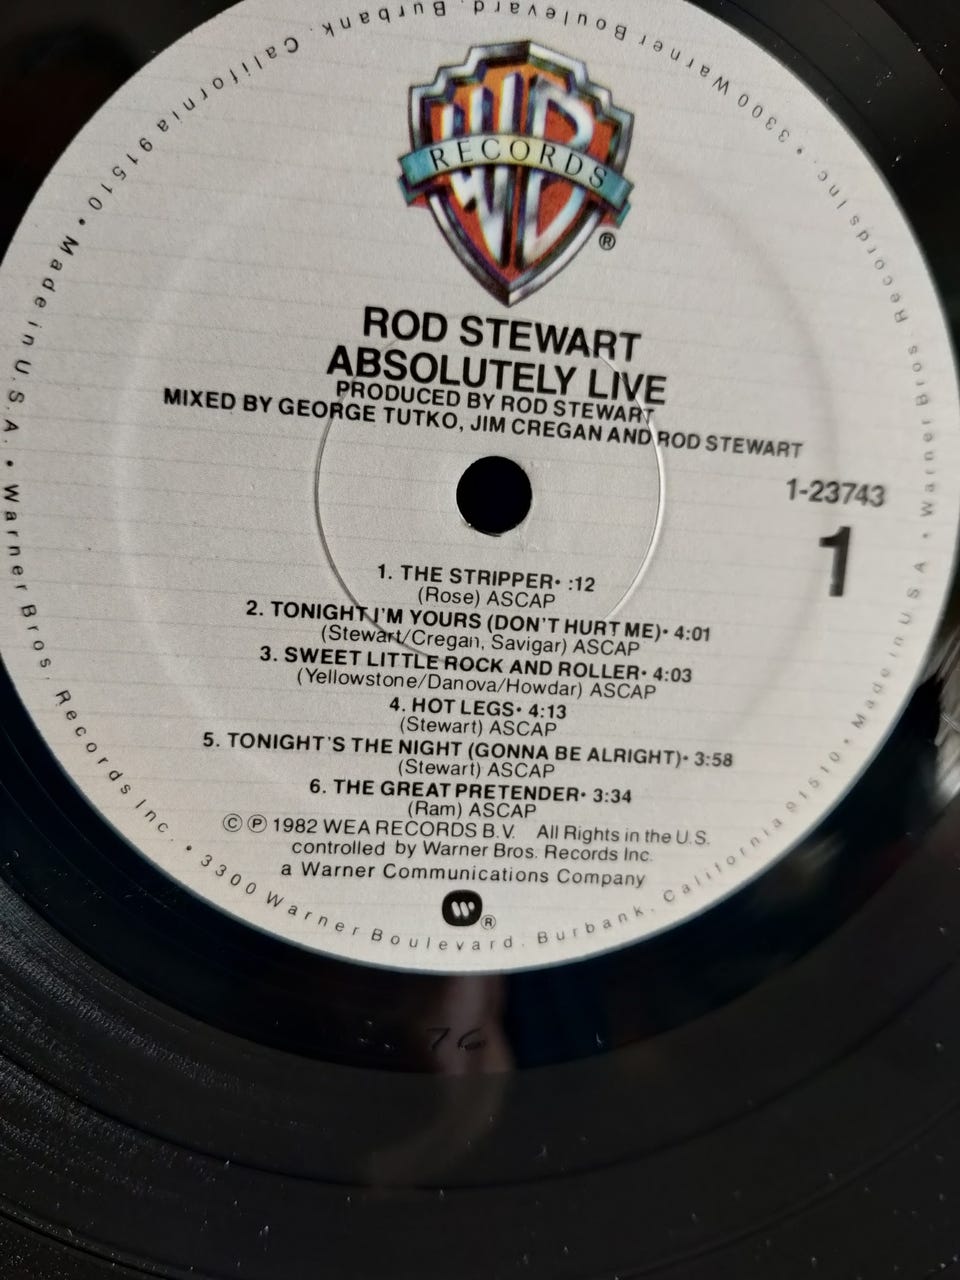 WB
RECORDS
®
ROD STEWART
ABSOLUTELY LIVE
PRODUCED BY ROD STEWART
MIXED BY GEORGE TUTKO, JIM CREGAN AND ROD STEWART
1-23743
1
1. THE STRIPPER• :12
(Rose) ASCAP
2. TONIGHT I'M YOURS (DON'T HURT ME)• 4:01
(Stewart/Cregan, Savigar) ASCAP
3. SWEET LITTLE ROCK AND ROLLER• 4:03
(Yellowstone/Danova/Howdar) ASCAP
4. HOT LEGS• 4:13
(Stewart) ASCAP
5. TONIGHT'S THE NIGHT (GONNA BE ALRIGHT)• 3:58
(Stewart) ASCAP
6. THE GREAT PRETENDER• 3:34
(Ram) ASCAP
© ℗ 1982 WEA RECORDS B.V. All Rights in the U.S.
controlled by Warner Bros. Records Inc.
a Warner Communications Company
®
Made in U.S.A. • Warner Bros. Records Inc. • 3300 Warner Boulevard, Burbank, California 91510 • Made in U.S.A. • Warner Bros. Records Inc. • 3300 Warner Boulevard, Burbank, California 91510 •
76